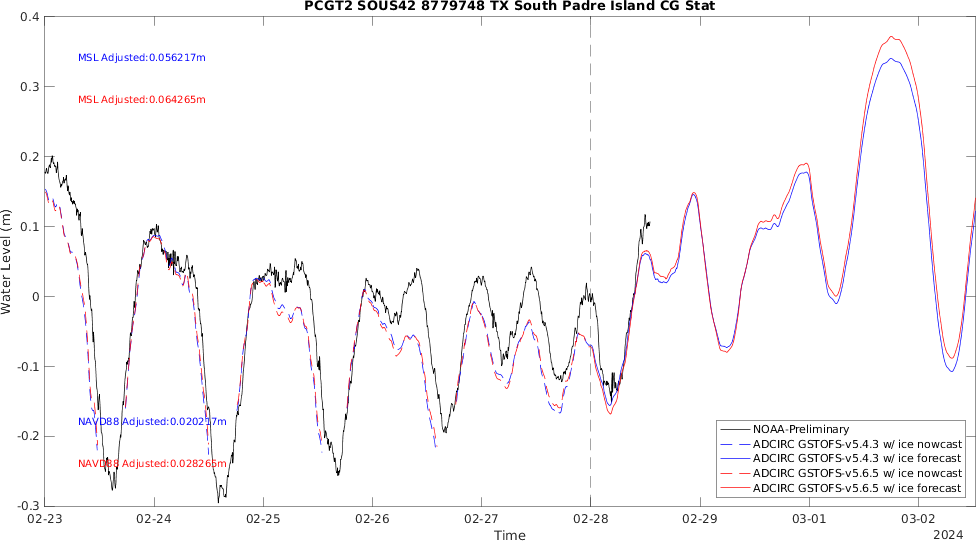 PCGT2 SOUS42 8779748 TX South Padre Island CG Stat
0.4
MSL Adjusted:0.056217m
0.3
MSL Adjusted:0.064265m
0.2
0.1
Water Level (m)
0
-0.1
-0.2
NAVD88 Adjusted:0.020217m
NAVD88 Adjusted:0.028265m
-0.3
NOAA-Preliminary
ADCIRC GSTOFS-v5.4.3 w/ ice nowcast
ADCIRC GSTOFS-v5.4.3 w/ ice forecast
ADCIRC GSTOFS-v5.6.5 w/ ice nowcast
ADCIRC GSTOFS-v5.6.5 w/ ice forecast
02-23 02-24 02-25 02-26 02-27 02-28 02-29 03-01 03-02
Time
2024